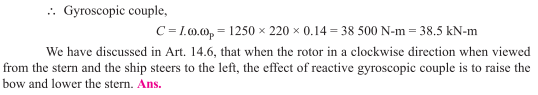 ∴ Gyroscopic couple,
C = I.ω.ωP = 1250 × 220 × 0.14 = 38 500 N-m = 38.5 kN-m
We have discussed in Art. 14.6, that when the rotor in a clockwise direction when viewed
from the stern and the ship steers to the left, the effect of reactive gyroscopic couple is to raise the
bow and lower the stern. Ans.